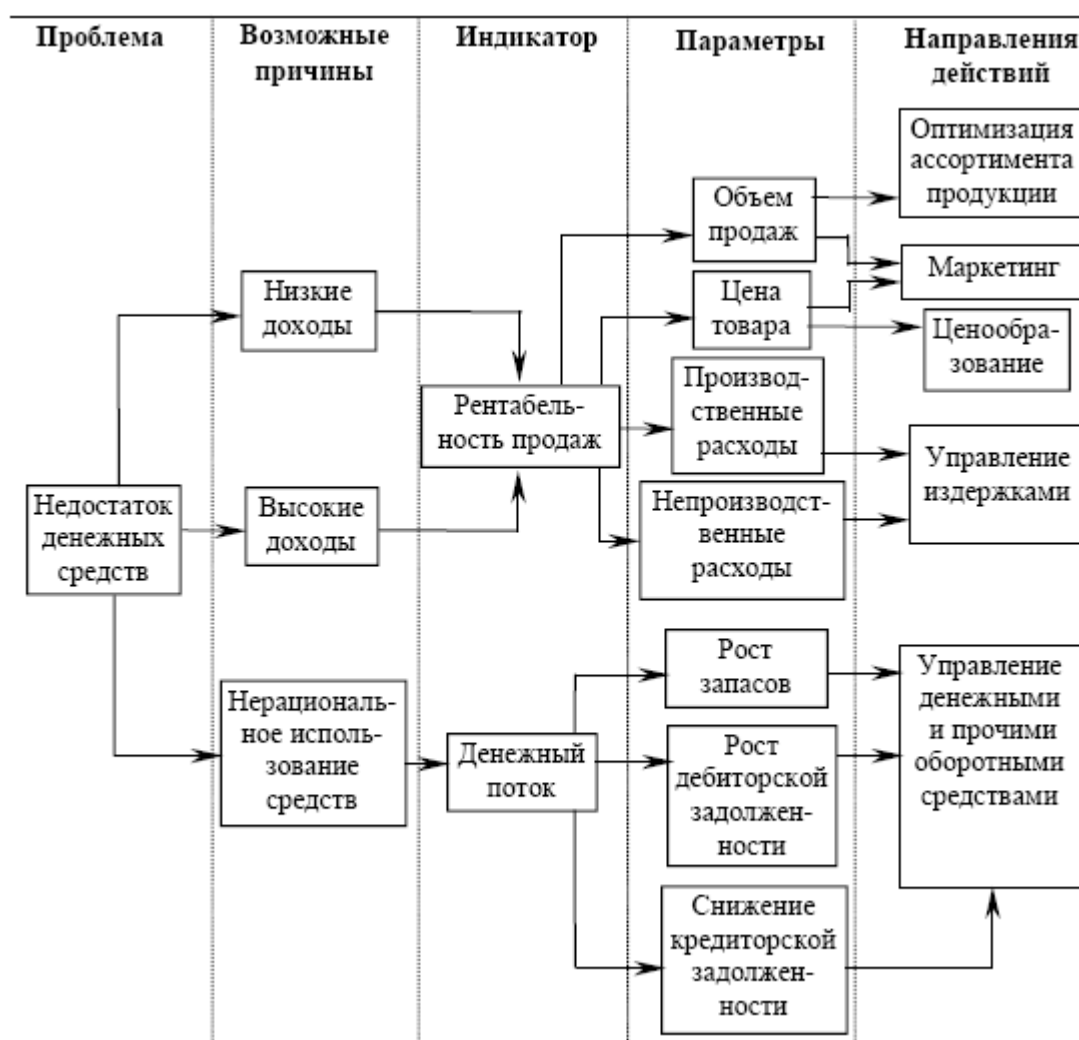 Проблема
Возможные
причины
Индикатор
Параметры
Направления
действий
Недостаток
денежных
средств
Низкие
доходы
Высокие
доходы
Нерациональ-
ное исполь-
зование
средств
Рентабель-
ность продаж
Денежный
поток
Объем
продаж
Цена
товара
Производ-
ственные
расходы
Непроизводст-
венные
расходы
Рост
запасов
Рост
дебиторской
задолжен-
ности
Снижение
кредиторской
задолжен-
ности
Оптимизация
ассортимента
продукции
Маркетинг
Ценообра-
зование
Управление
издержками
Управление
денежными
и прочими
оборотными
средствами